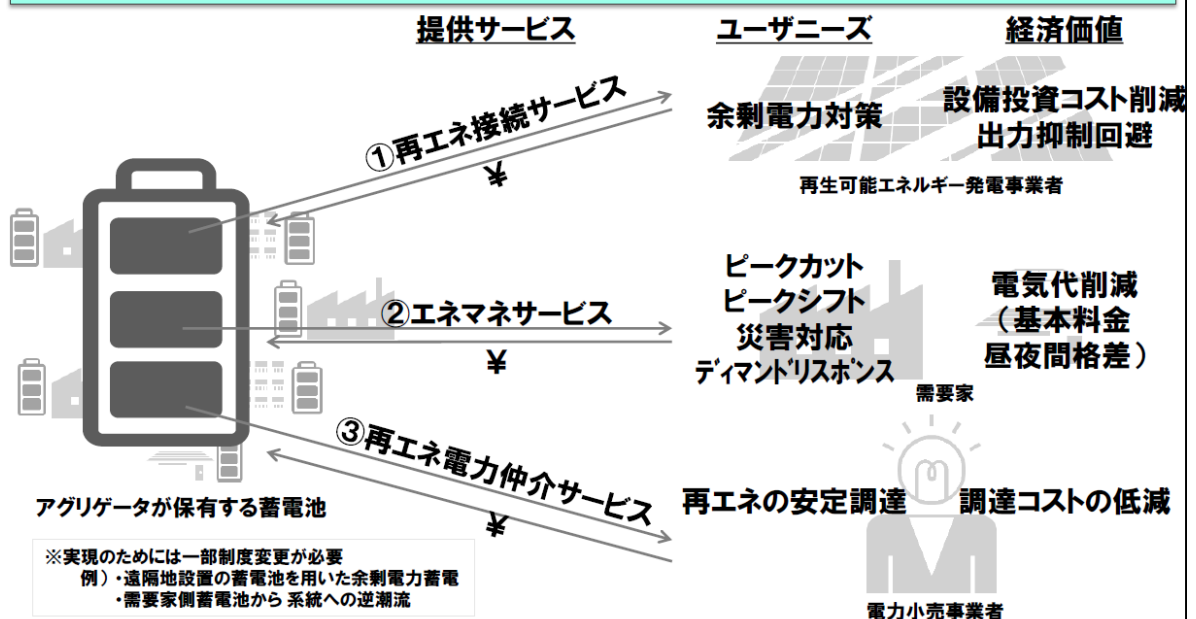 提供サービス
ユーザニーズ
経済価値
①再エネ接続サービス
¥
余剰電力対策
設備投資コスト削減
出力抑制回避
再生可能エネルギー発電事業者
②エネマネサービス
¥
ピークカット
ピークシフト
災害対応
ディマンドリスポンス
電気代削減
（基本料金
昼夜間格差）
需要家
③再エネ電力仲介サービス
¥
再エネの安定調達
調達コストの低減
電力小売事業者
アグリゲータが保有する蓄電池
※実現のためには一部制度変更が必要
例）・遠隔地設置の蓄電池を用いた余剰電力蓄電
・需要家側蓄電池から 系統への逆潮流